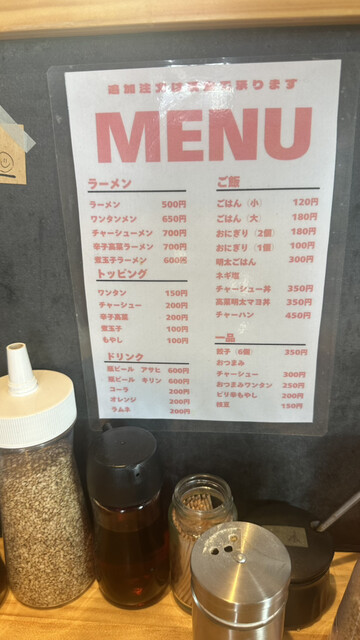 追加注文は口頭で承ります
MENU
ラーメン
ラーメン 500円
ワンタンメン 650円
チャーシューメン 700円
辛子高菜ラーメン 700円
煮玉子ラーメン 600円
トッピング
ワンタン 150円
チャーシュー 200円
辛子高菜 200円
煮玉子 100円
もやし 100円
ドリンク
瓶ビール アサヒ 600円
瓶ビール キリン 600円
コーラ 200円
オレンジ 200円
ラムネ 200円
ご飯
ごはん（小） 120円
ごはん（大） 180円
おにぎり（2個） 180円
おにぎり（1個） 100円
明太ごはん 300円
ネギ塩
チャーシュー丼 350円
高菜明太マヨ丼 350円
チャーハン 450円
一品
餃子（6個） 350円
おつまみ
チャーシュー 300円
おつまみワンタン 250円
ピリ辛もやし 200円
枝豆 150円